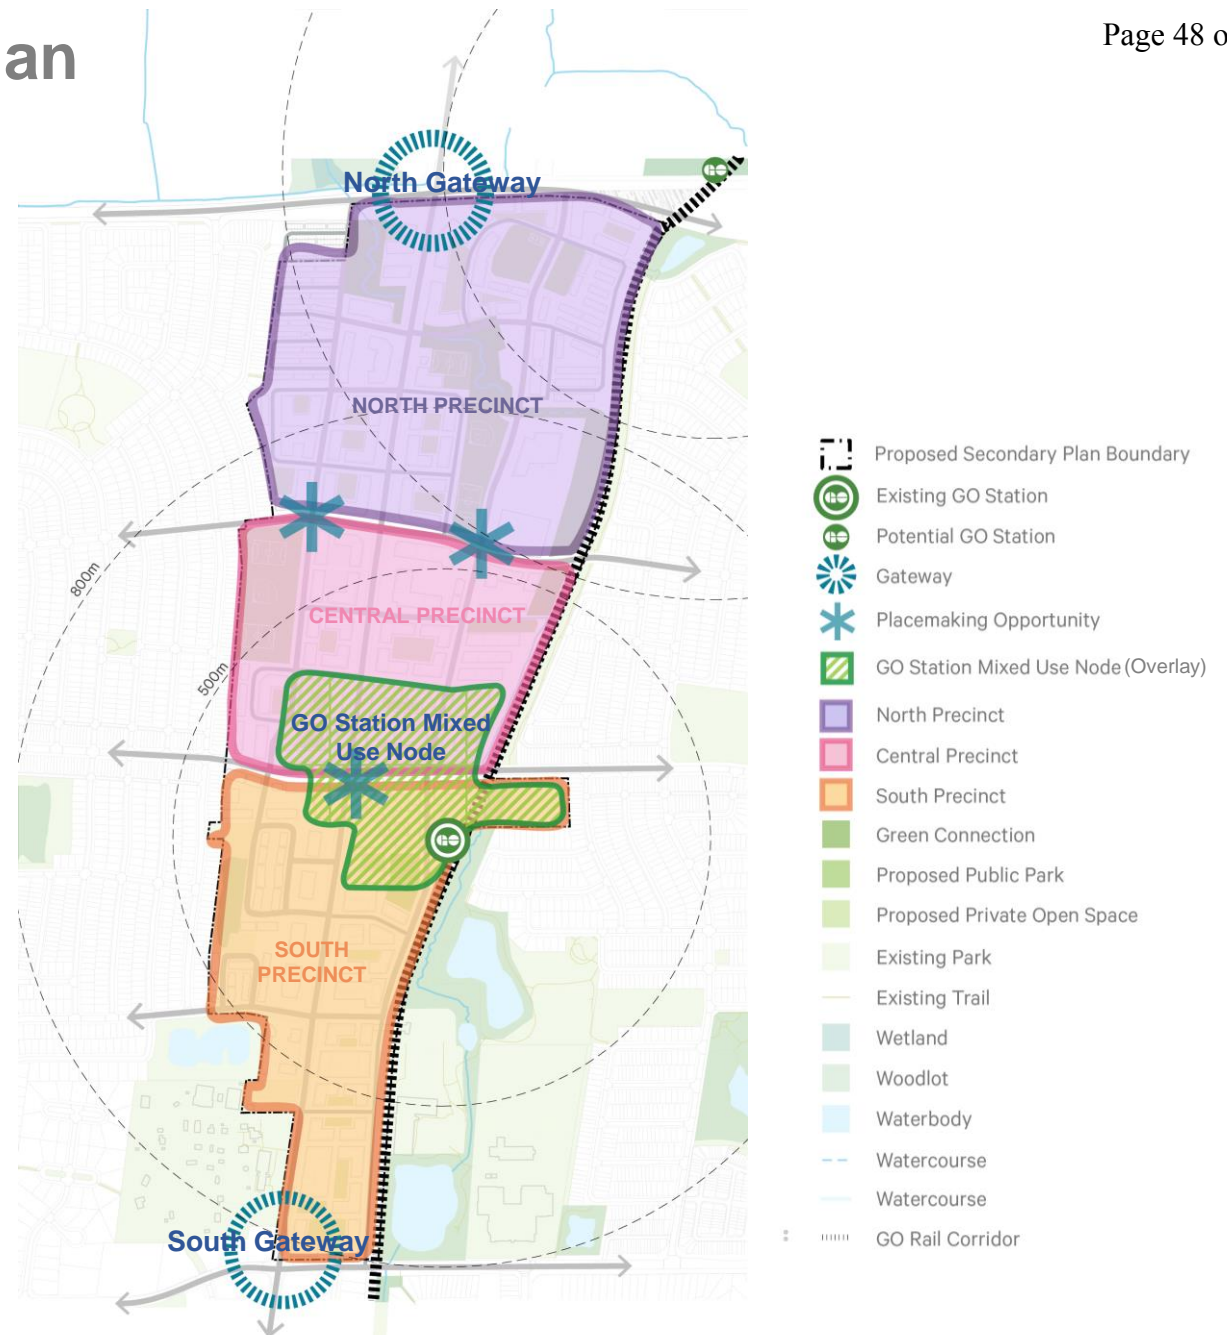 an
Page 48 o
North Gateway
NORTH PRECINCT
800m
CENTRAL PRECINCT
500m
GO Station Mixed
Use Node
SOUTH
PRECINCT
South Gateway
Proposed Secondary Plan Boundary
Existing GO Station
Potential GO Station
Gateway
Placemaking Opportunity
GO Station Mixed Use Node (Overlay)
North Precinct
Central Precinct
South Precinct
Green Connection
Proposed Public Park
Proposed Private Open Space
Existing Park
Existing Trail
Wetland
Woodlot
Waterbody
Watercourse
Watercourse
GO Rail Corridor